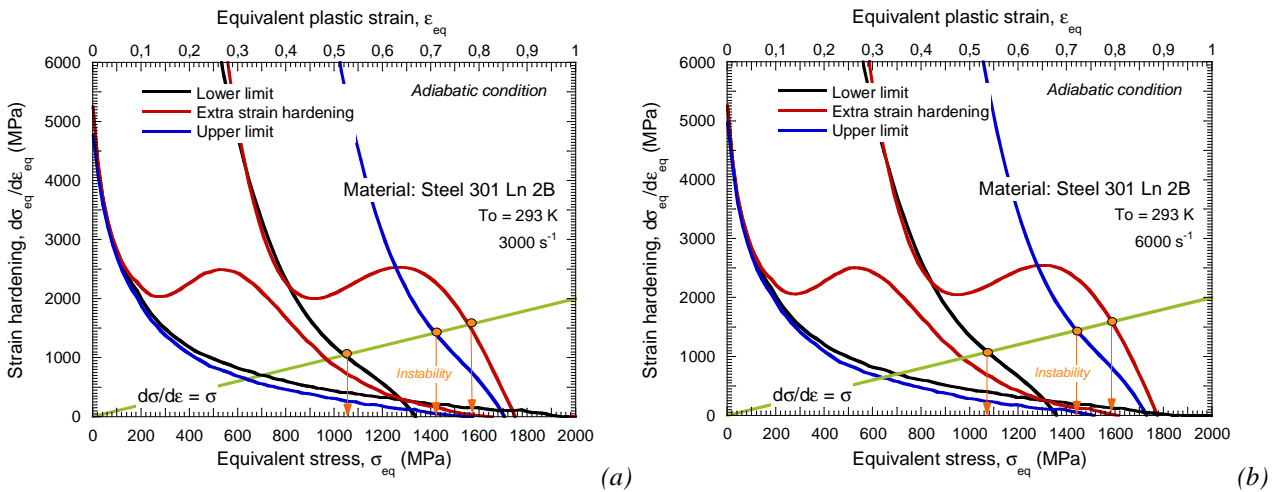 Equivalent plastic strain, εeq
0 0,1 0,2 0,3 0,4 0,5 0,6 0,7 0,8 0,9 1
6000
5000
4000
3000
2000
1000
0
Strain hardening, dσeq/dεeq (MPa)
Lower limit
Extra strain hardening
Upper limit
Adiabatic condition
Material: Steel 301 Ln 2B
To = 293 K
3000 s-1
Instability
dσ/dε = σ
0 200 400 600 800 1000 1200 1400 1600 1800 2000
Equivalent stress, σeq (MPa)
(a)
Equivalent plastic strain, εeq
0 0,1 0,2 0,3 0,4 0,5 0,6 0,7 0,8 0,9 1
6000
5000
4000
3000
2000
1000
0
Strain hardening, dσeq/dεeq (MPa)
Lower limit
Extra strain hardening
Upper limit
Adiabatic condition
Material: Steel 301 Ln 2B
To = 293 K
6000 s-1
Instability
dσ/dε = σ
0 200 400 600 800 1000 1200 1400 1600 1800 2000
Equivalent stress, σeq (MPa)
(b)